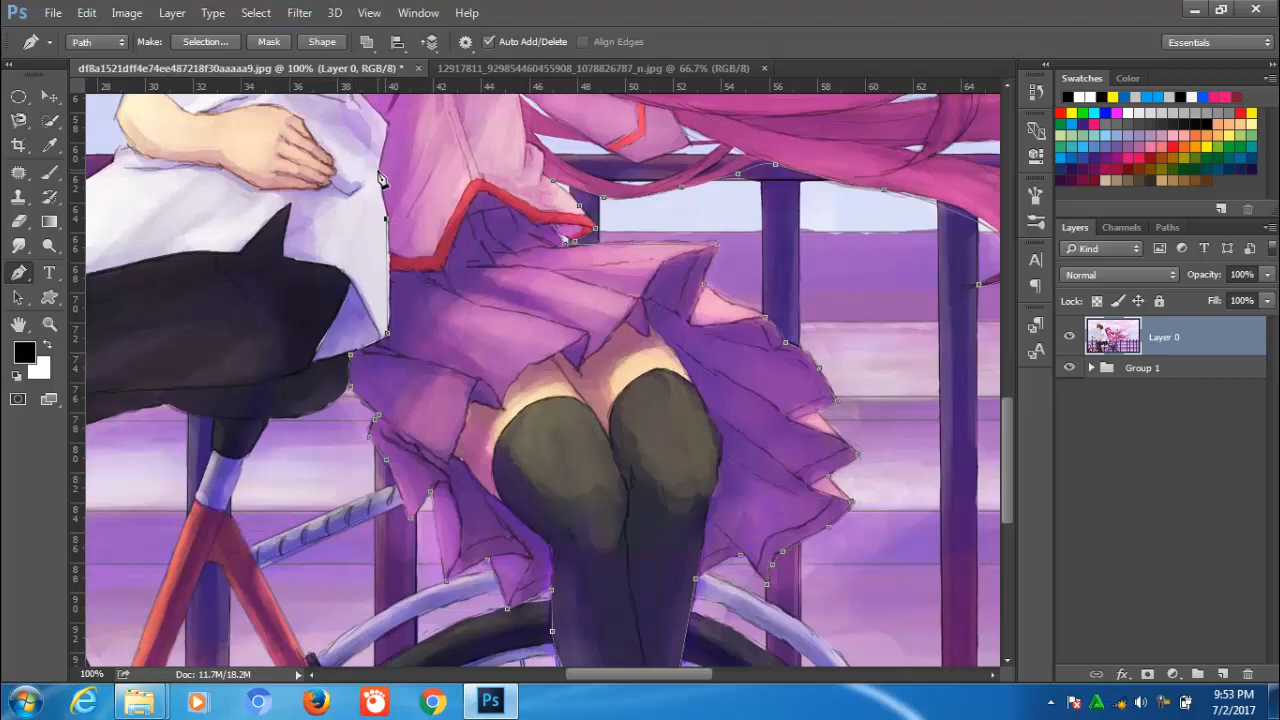 Ps File Edit Image Layer Type Select Filter 3D View Window Help
Path Make: Selection... Mask Shape Auto Add/Delete Align Edges Essentials
df8a1521dff4e74ee487218f30aaaaa9.jpg @ 100% (Layer 0, RGB/8) * × 12917811_929854460455908_1078826787_n.jpg @ 66.7% (RGB/8) ×
28 30 32 34 36 38 40 42 44 46 48 50 52 54 56 58 60 62 64
Swatches Color
Layers Channels Paths
Kind
Normal Opacity: 100%
Lock: Fill: 100%
Layer 0
Group 1
100% Doc: 11.7M/18.2M
Ps
9:53 PM
7/2/2017